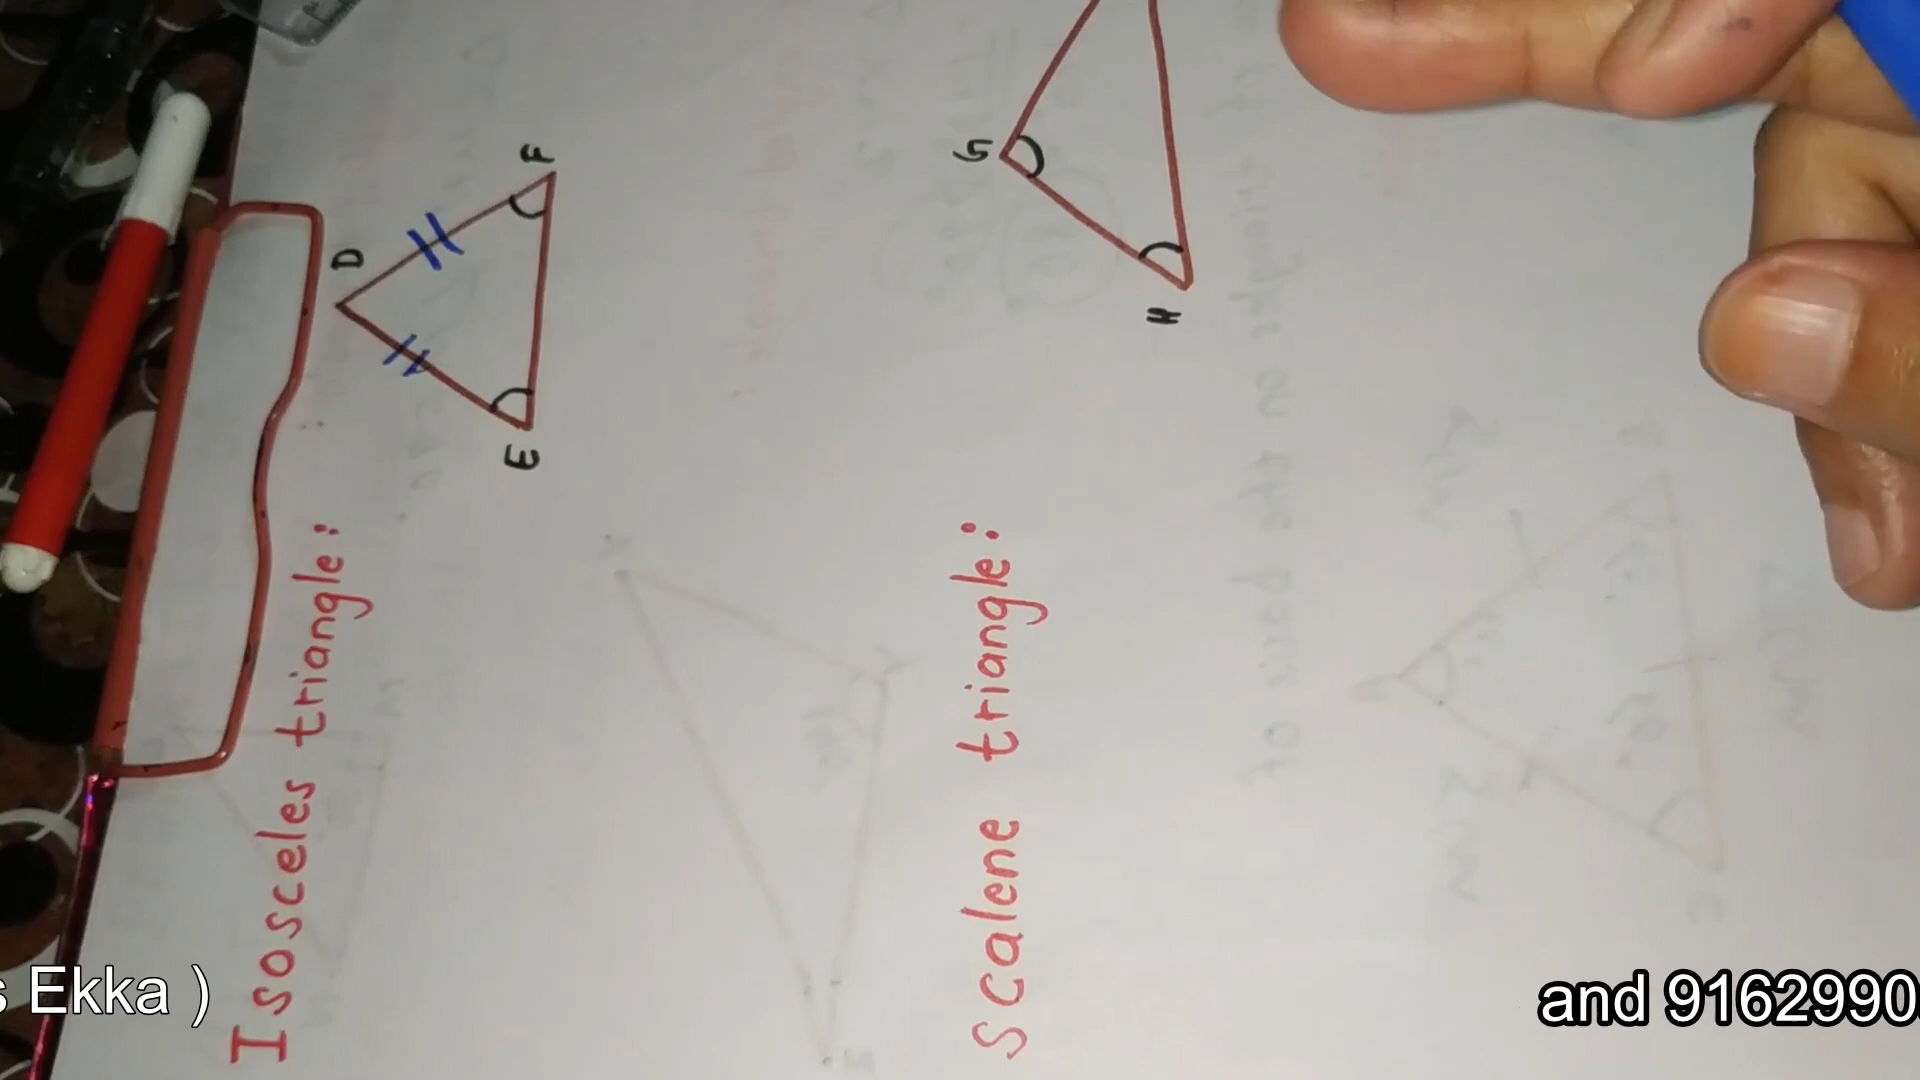 Isosceles triangle:
D
E
F
Scalene triangle:
G
H
Ekka )
and 9162990